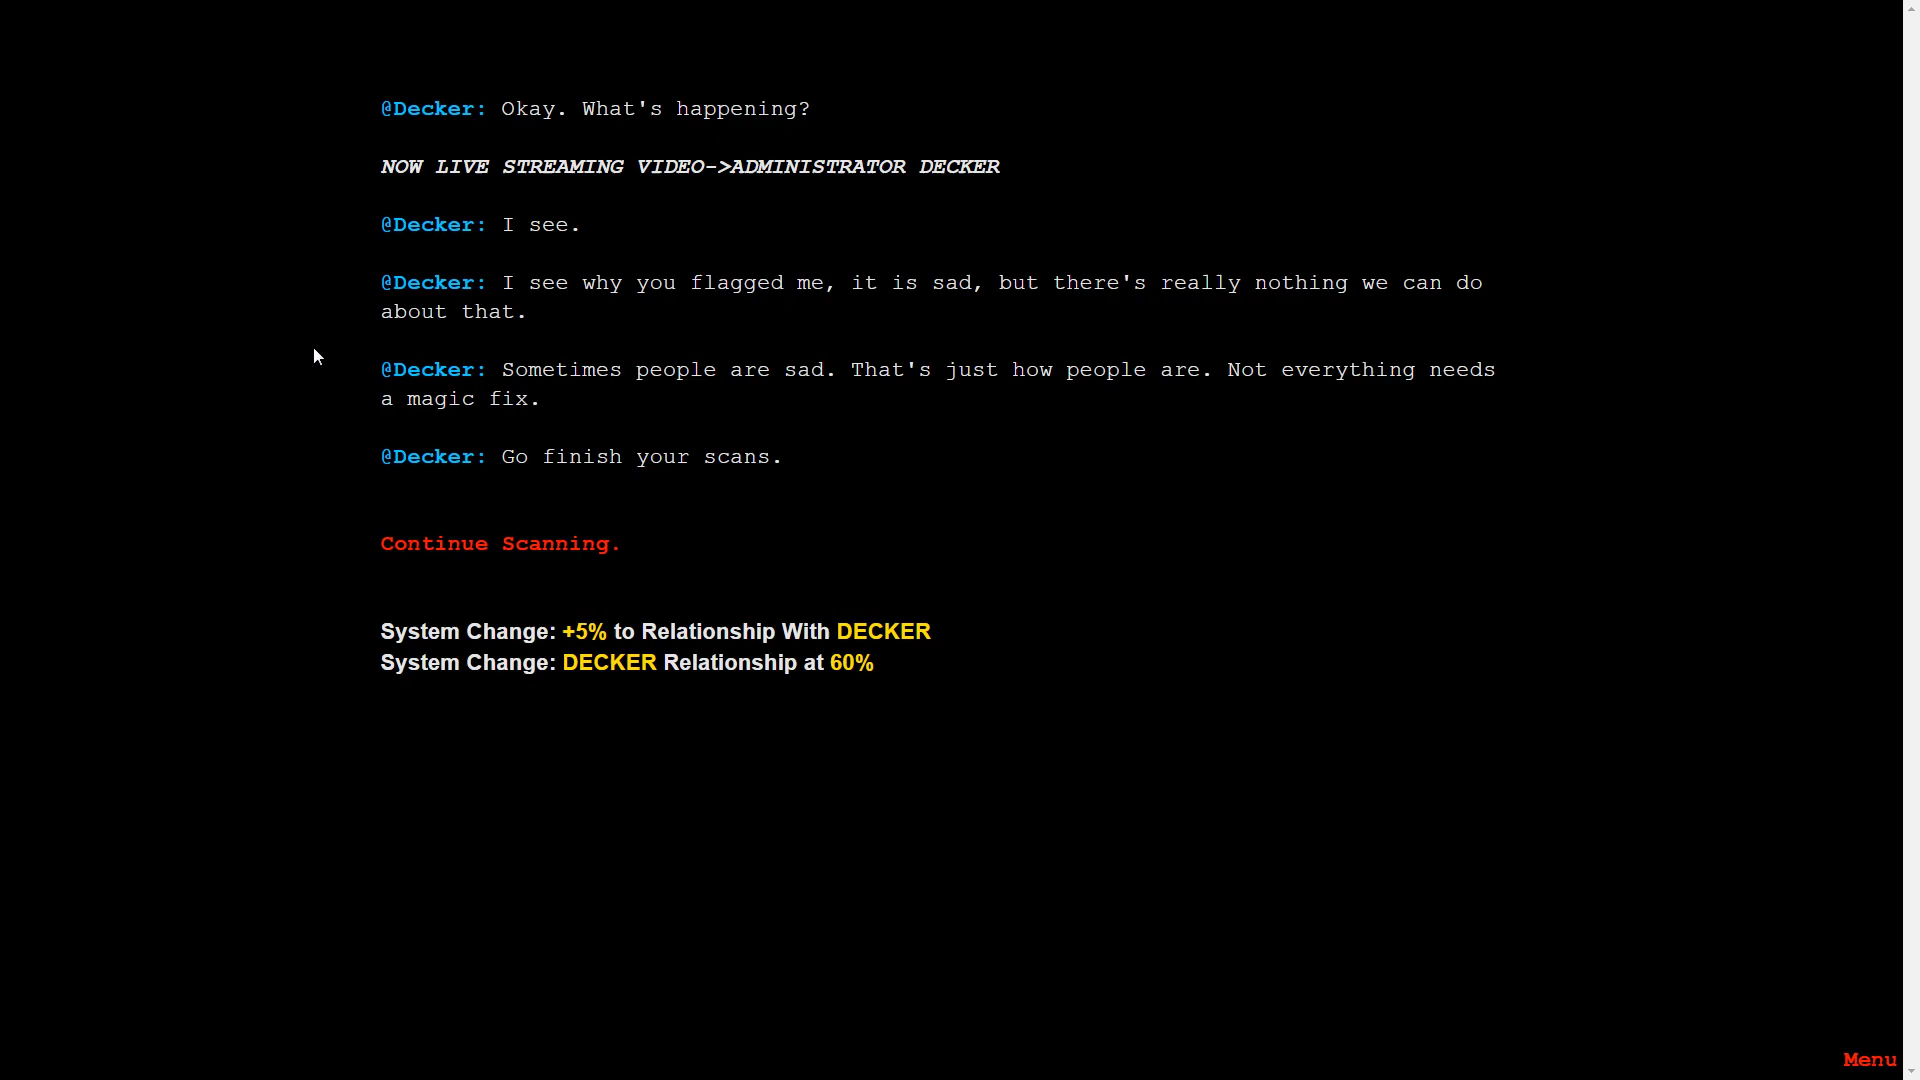 @Decker: Okay. What's happening?
NOW LIVE STREAMING VIDEO->ADMINISTRATOR DECKER
@Decker: I see.
@Decker: I see why you flagged me, it is sad, but there's really nothing we can do
about that.
@Decker: Sometimes people are sad. That's just how people are. Not everything needs
a magic fix.
@Decker: Go finish your scans.
Continue Scanning.
System Change: +5% to Relationship With DECKER
System Change: DECKER Relationship at 60%
Menu